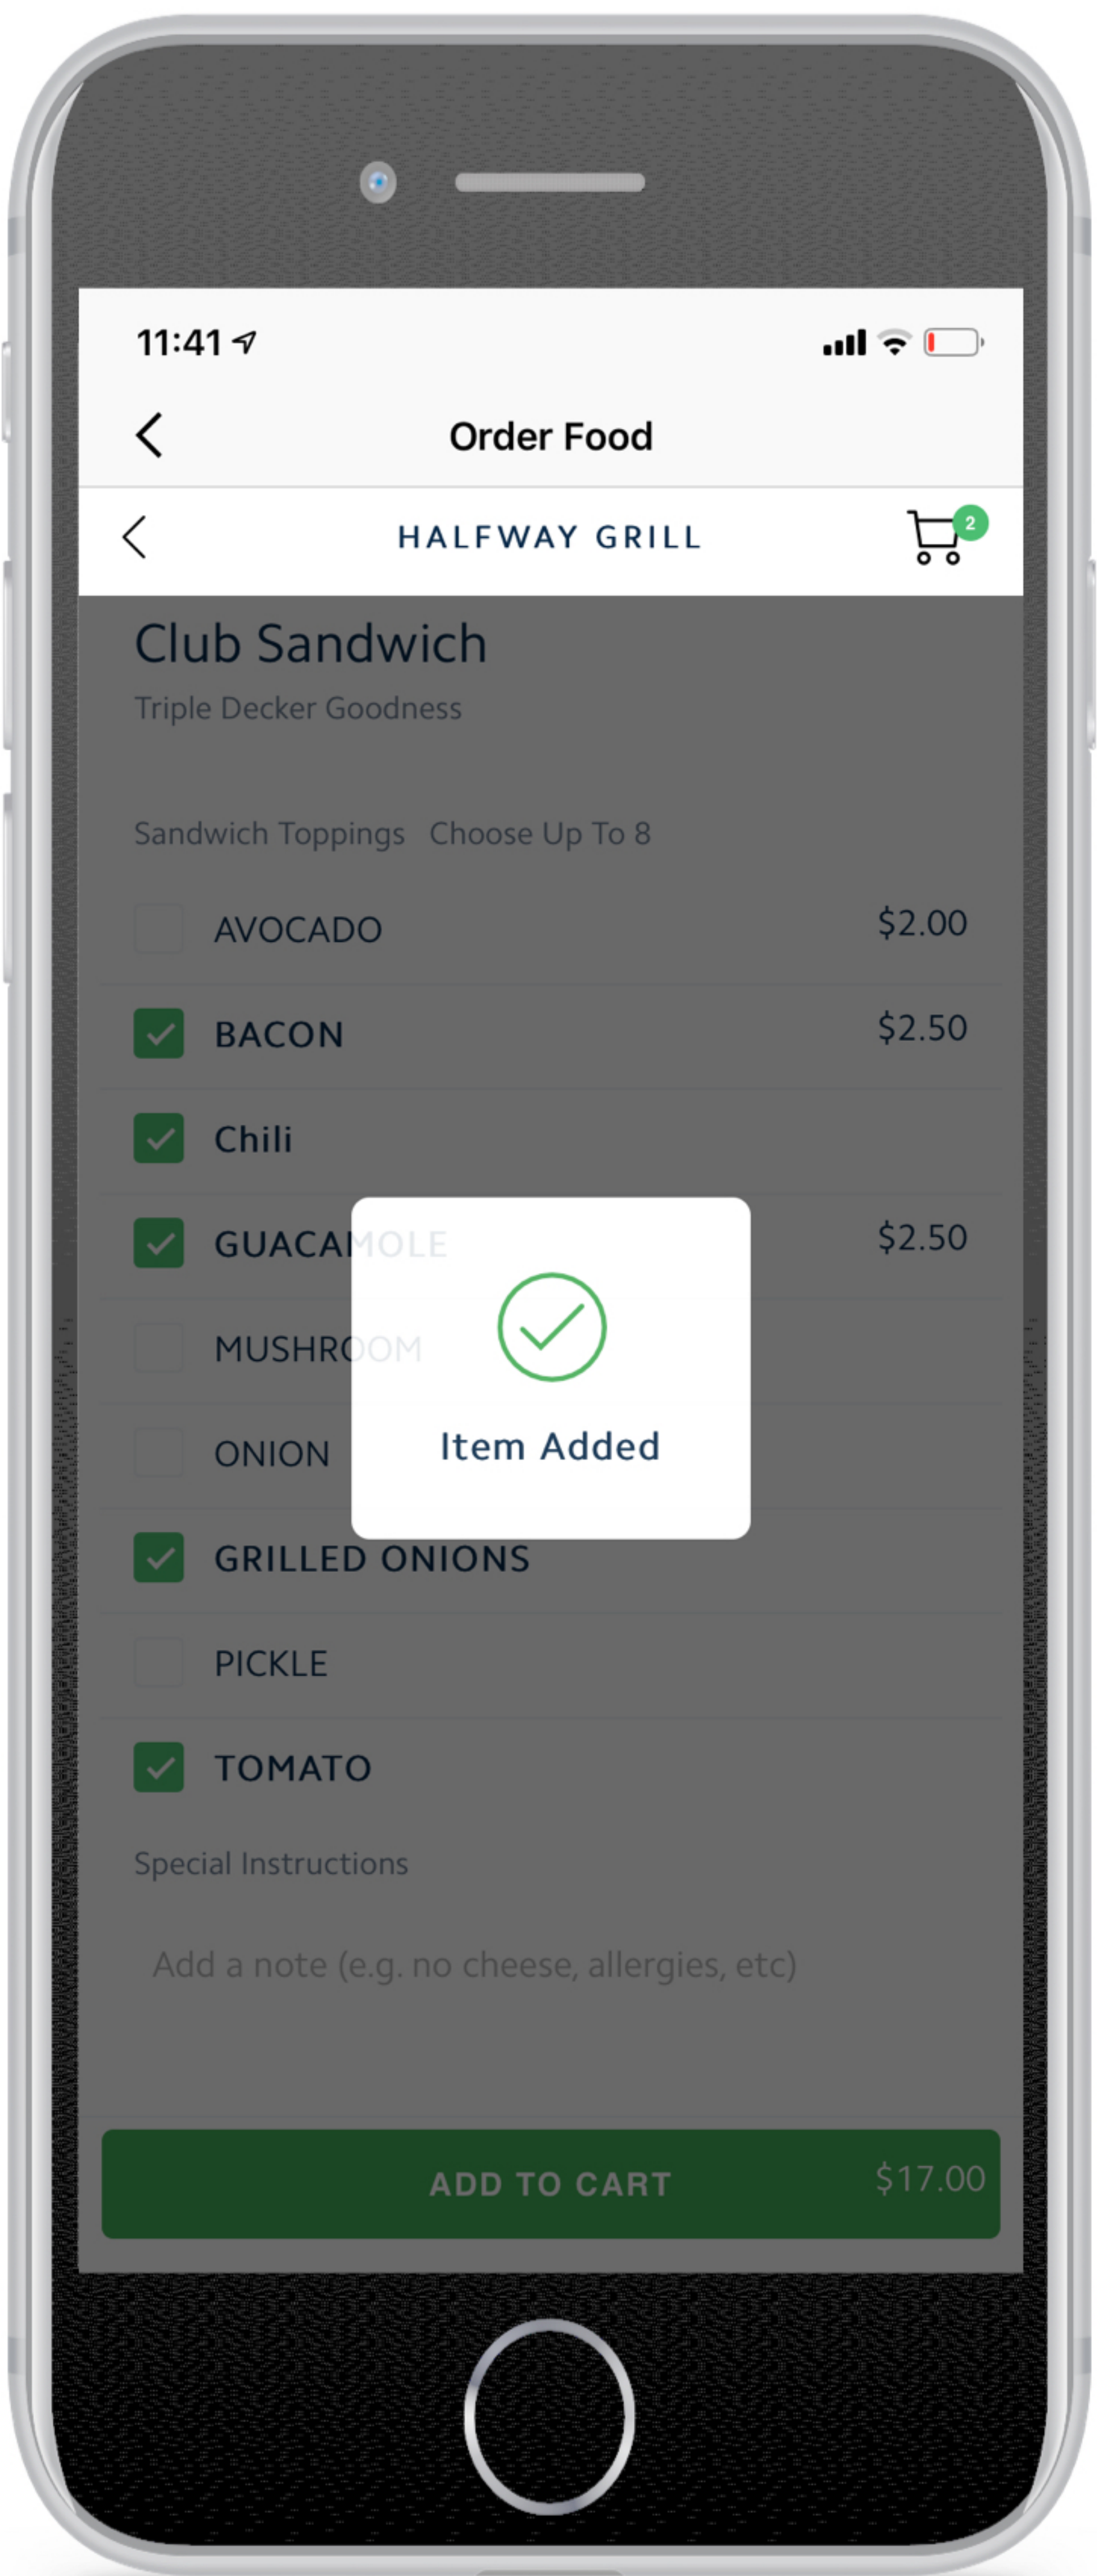 11:41
Order Food
HALFWAY GRILL
2
Club Sandwich
Triple Decker Goodness
Sandwich Toppings Choose Up To 8
AVOCADO $2.00
BACON $2.50
Chili
GUACAMOLE $2.50
MUSHROOM
Item Added
ONION
GRILLED ONIONS
PICKLE
TOMATO
Special Instructions
Add a note (e.g. no cheese, allergies, etc)
ADD TO CART $17.00